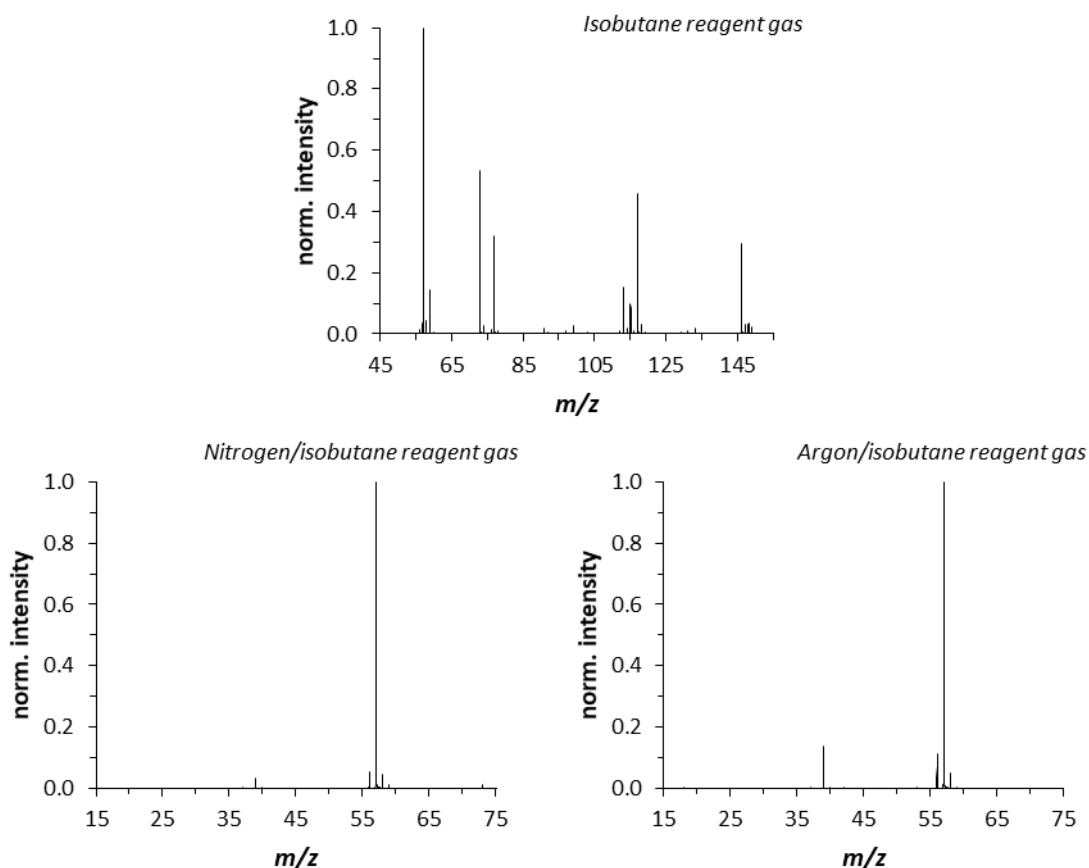 Isobutane reagent gas
1.0
0.8
0.6
0.4
0.2
0.0
norm. intensity
45 65 85 105 125 145
m/z
Nitrogen/isobutane reagent gas
1.0
0.8
0.6
0.4
0.2
0.0
norm. intensity
15 25 35 45 55 65 75
m/z
Argon/isobutane reagent gas
1.0
0.8
0.6
0.4
0.2
0.0
norm. intensity
15 25 35 45 55 65 75
m/z